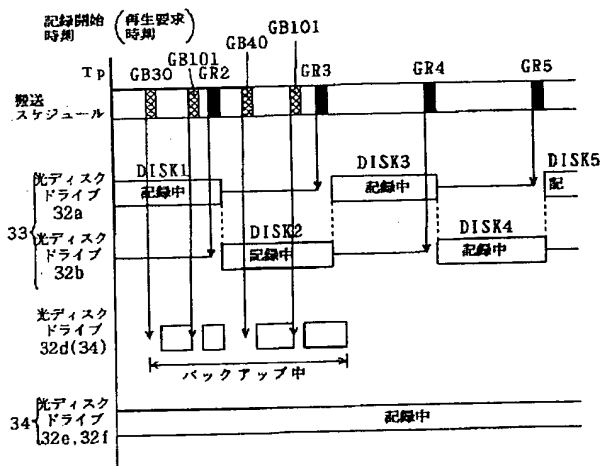 記録開始 (再生要求
時刻 時刻)
GB30 GB101 GR2 GB40 GB101 GR3 GR4 GR5
Tp
搬送
スケジュール
33 光ディスク
ドライブ
32a
DISK1
記録中
DISK3
記録中
DISK5
記
光ディスク
ドライブ
32b
DISK2
記録中
DISK4
記録中
光ディスク
ドライブ
32d(34)
バックアップ中
34 光ディスク
ドライブ
32e,32f
記録中